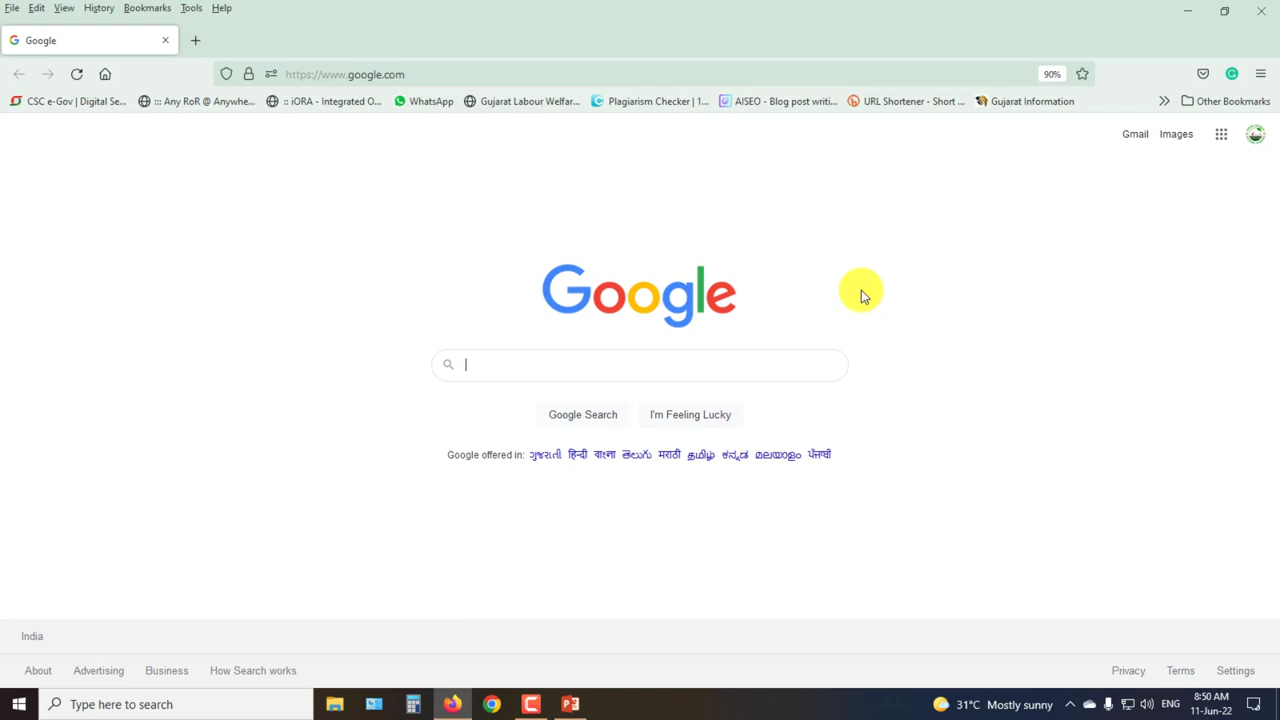 File Edit View History Bookmarks Tools Help
Google
https://www.google.com 90%
CSC e-Gov | Digital Se... ::: Any RoR @ Anywhe... :: iORA - Integrated O... WhatsApp Gujarat Labour Welfar... Plagiarism Checker | 1... AISEO - Blog post writi... URL Shortener - Short ... Gujarat Information Other Bookmarks
Gmail Images
Google
Google Search I'm Feeling Lucky
Google offered in: ગુજરાતી हिन्दी বাংলা తెలుగు मराठी தமிழ் ಕನ್ನಡ മലയാളം ਪੰਜਾਬੀ
India
About Advertising Business How Search works Privacy Terms Settings
Type here to search 31°C Mostly sunny ENG 8:50 AM
11-Jun-22